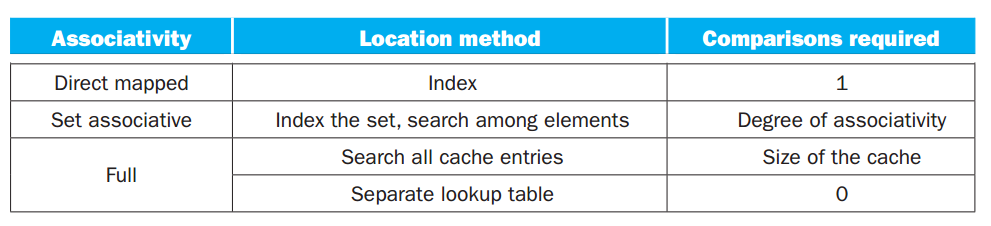 Associativity Location method Comparisons required
Direct mapped Index 1
Set associative Index the set, search among elements Degree of associativity
Full Search all cache entries Size of the cache
Separate lookup table 0